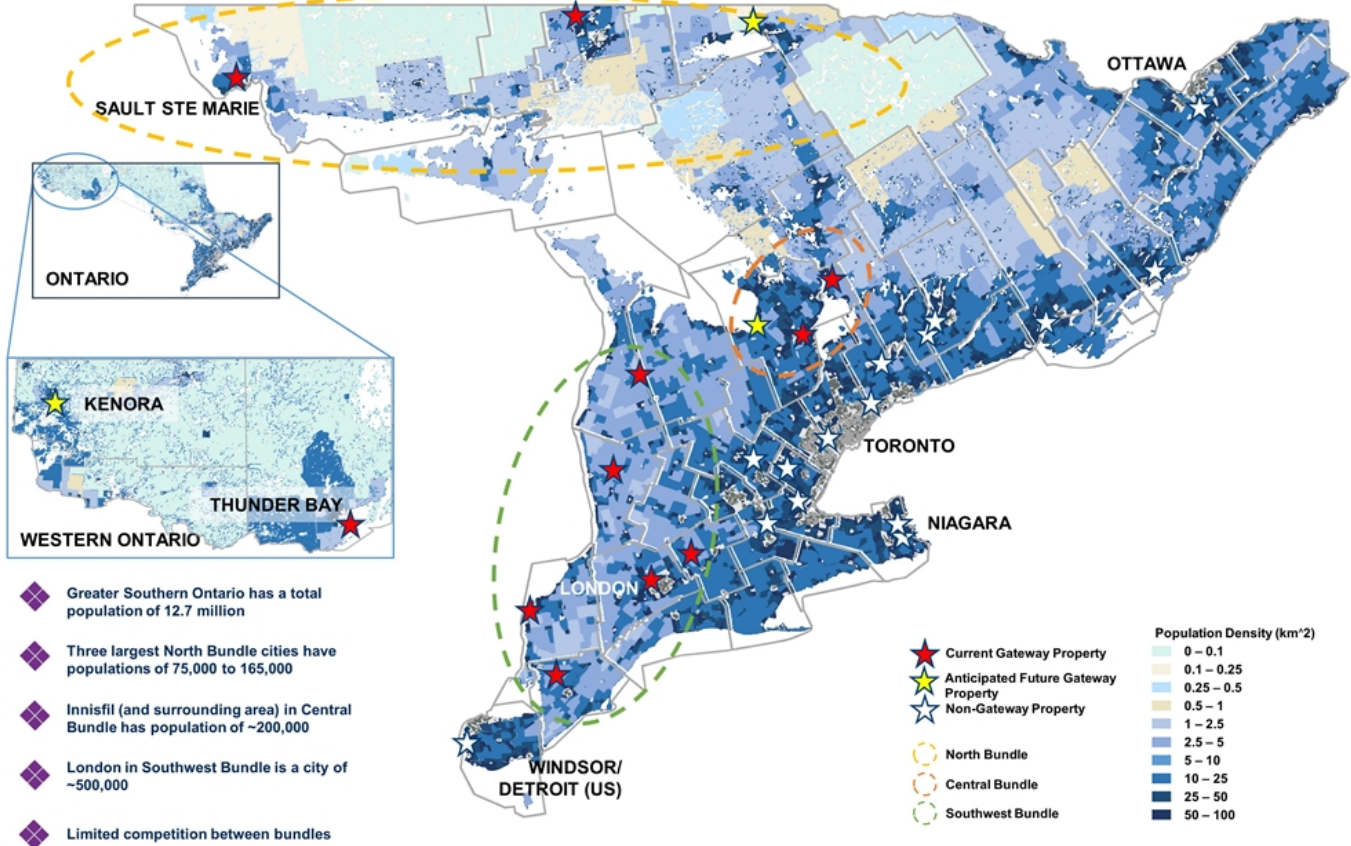 OTTAWA
SAULT STE MARIE
ONTARIO
KENORA
THUNDER BAY
WESTERN ONTARIO
TORONTO
NIAGARA
LONDON
WINDSOR/
DETROIT (US)
Greater Southern Ontario has a total
population of 12.7 million
Three largest North Bundle cities have
populations of 75,000 to 165,000
Innisfil (and surrounding area) in Central
Bundle has population of ~200,000
London in Southwest Bundle is a city of
~500,000
Limited competition between bundles
Current Gateway Property
Anticipated Future Gateway
Property
Non-Gateway Property
North Bundle
Central Bundle
Southwest Bundle
Population Density (km^2)
0 – 0.1
0.1 – 0.25
0.25 – 0.5
0.5 – 1
1 – 2.5
2.5 – 5
5 – 10
10 – 25
25 – 50
50 – 100